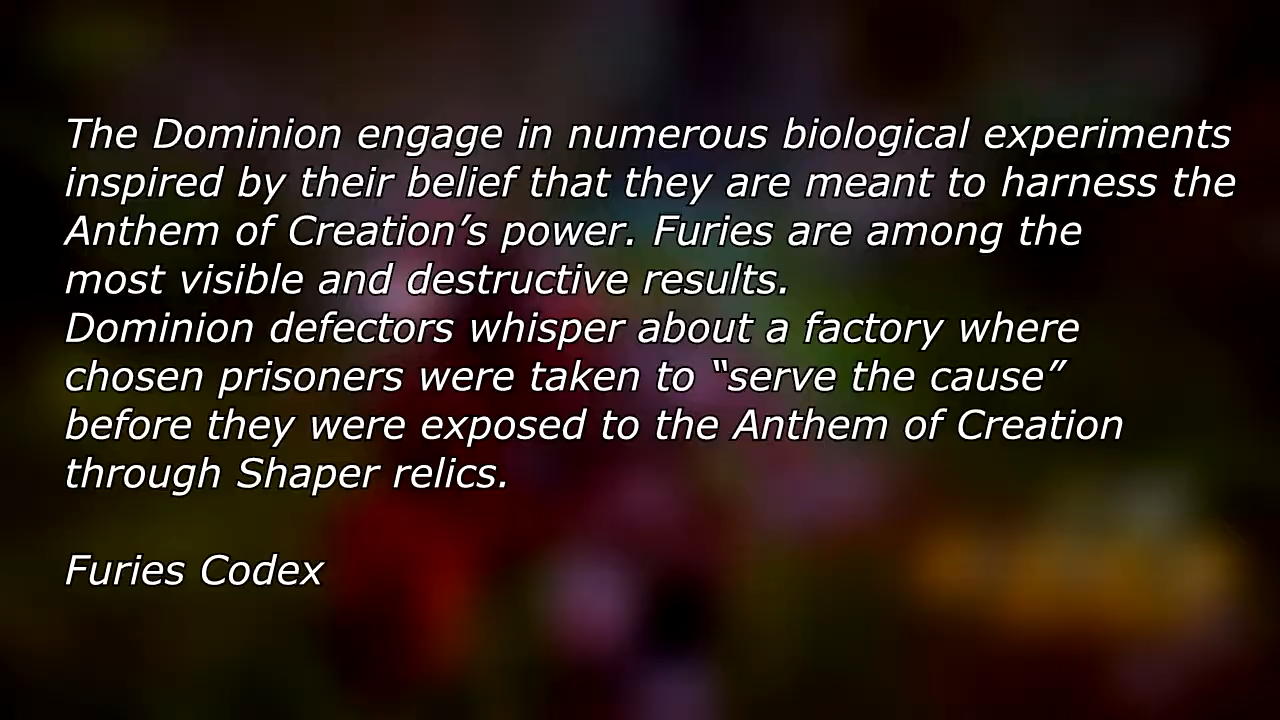 The Dominion engage in numerous biological experiments
inspired by their belief that they are meant to harness the
Anthem of Creation’s power. Furies are among the
most visible and destructive results.
Dominion defectors whisper about a factory where
chosen prisoners were taken to “serve the cause”
before they were exposed to the Anthem of Creation
through Shaper relics.
Furies Codex